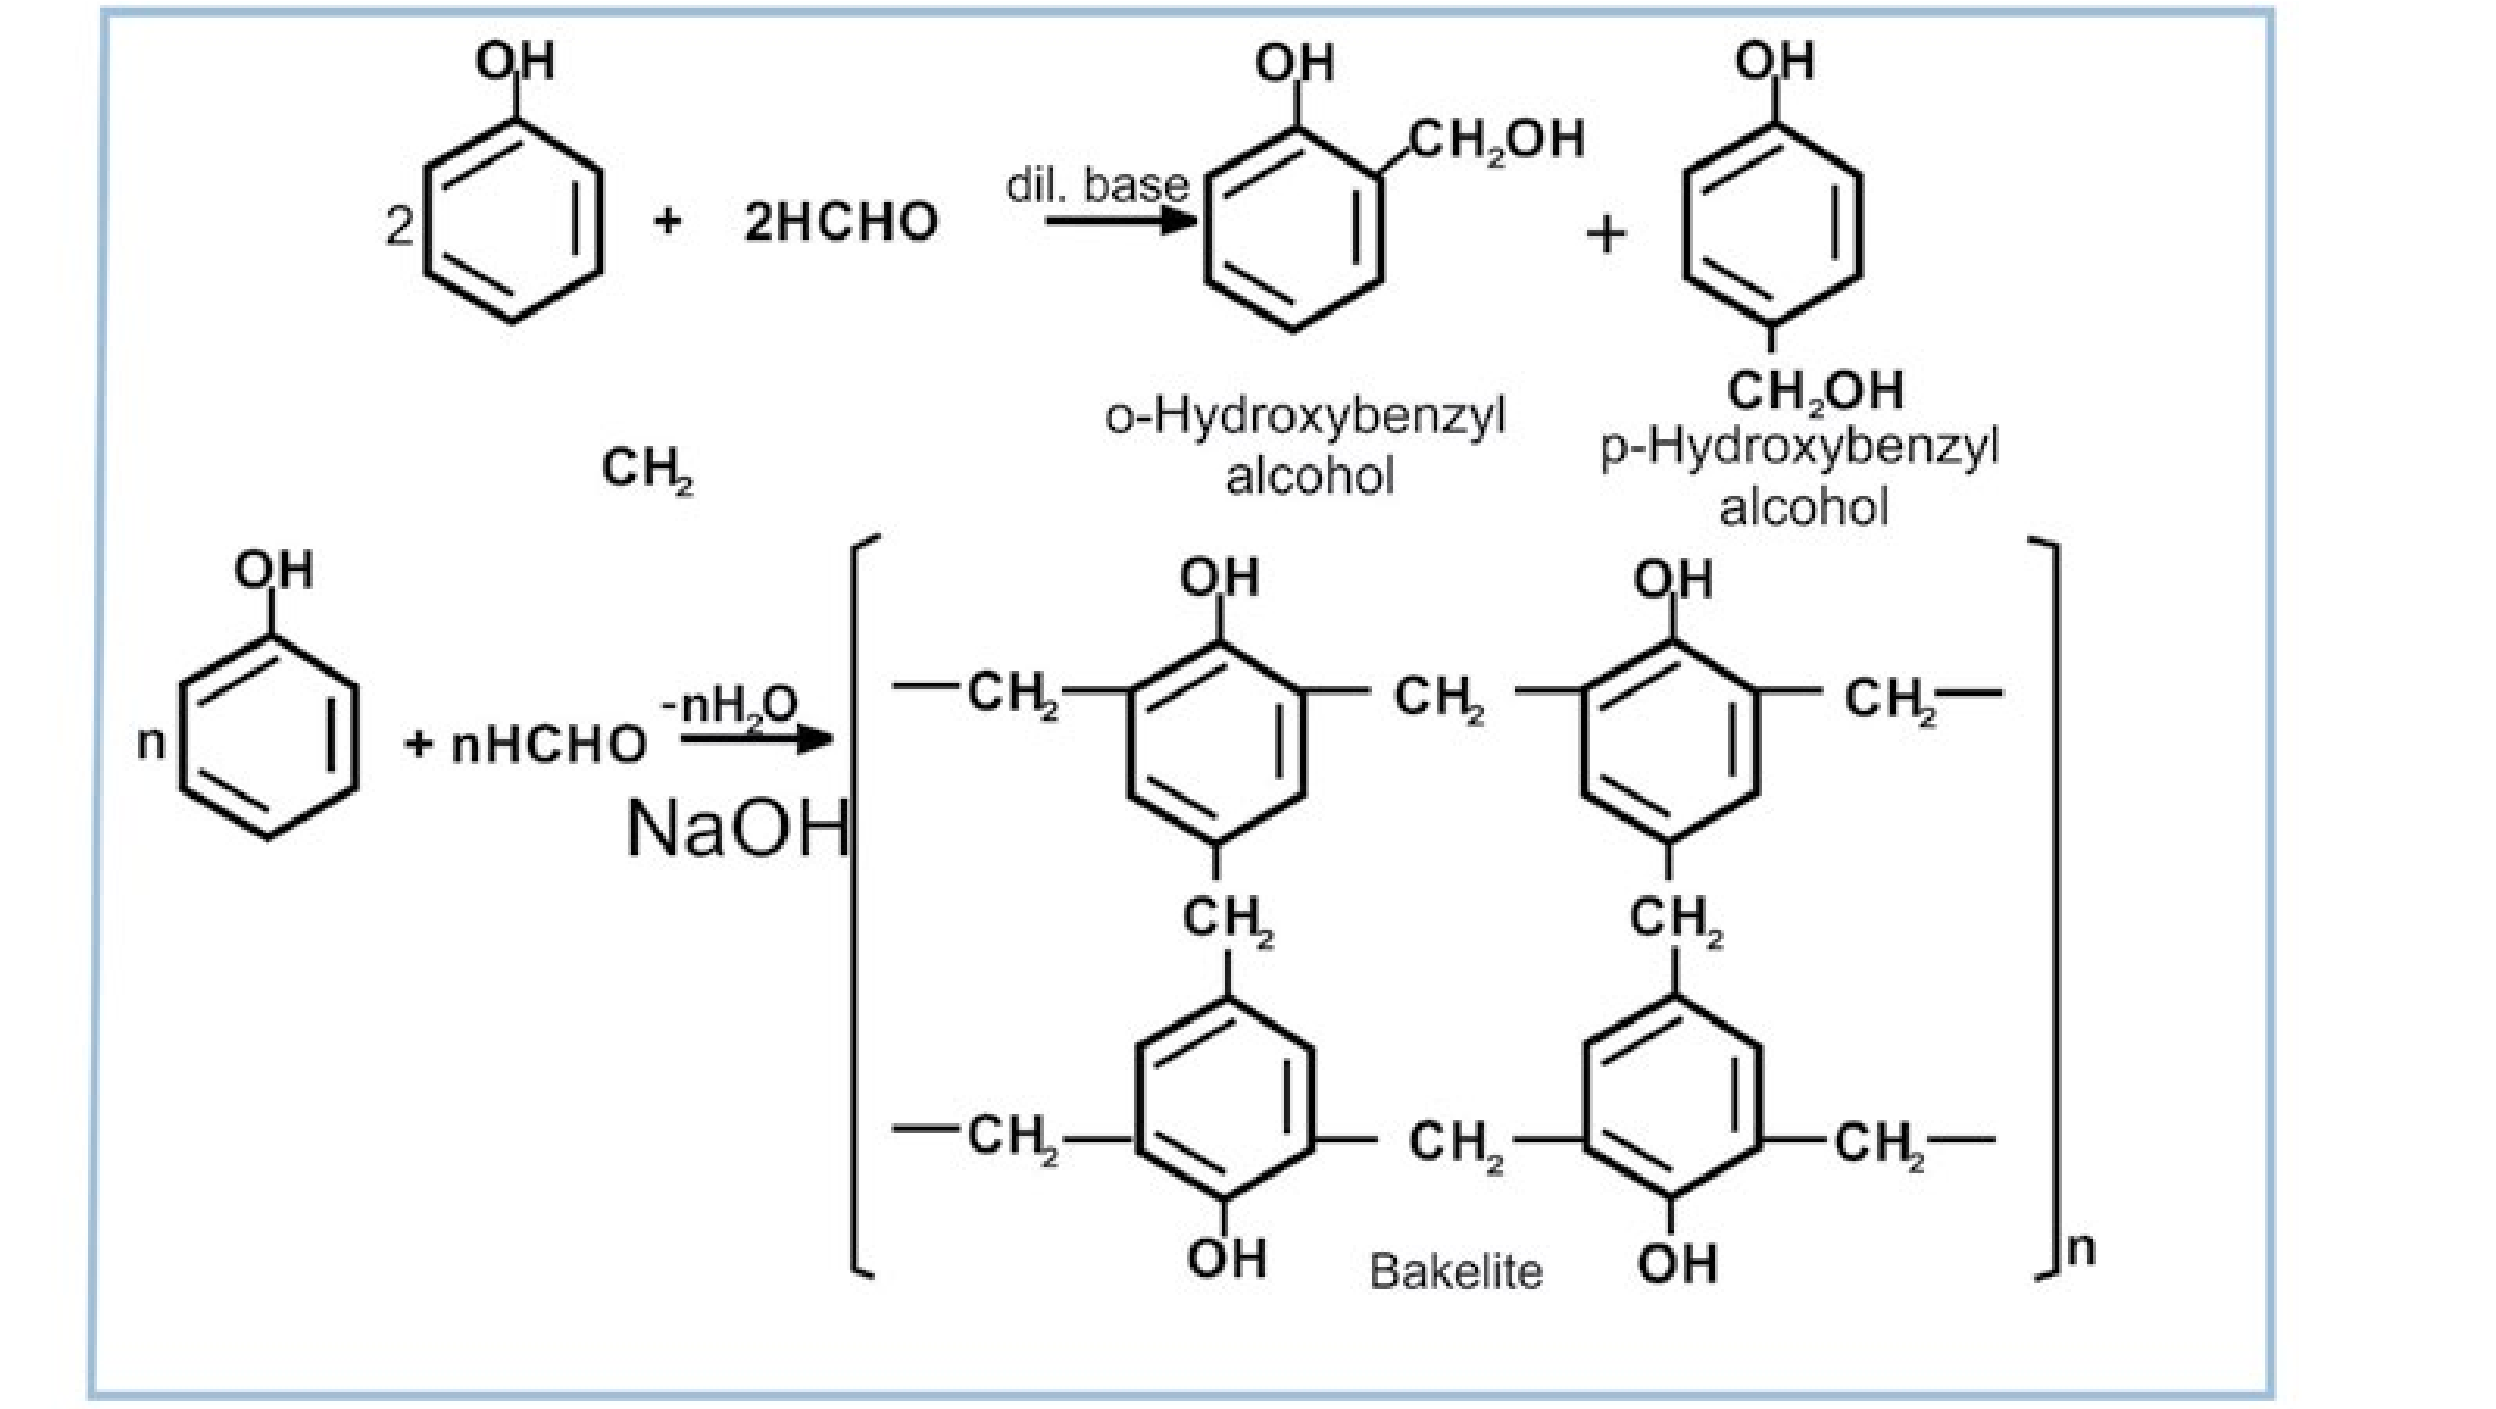 OH OH OH
CH₂OH
dil. base
2 + 2HCHO +
CH₂OH
o-Hydroxybenzyl
alcohol
p-Hydroxybenzyl
alcohol
CH₂
OH OH OH
—CH₂— —CH₂— —CH₂—
-nH₂O
n + nHCHO
NaOH
CH₂ CH₂
—CH₂— —CH₂— —CH₂—
OH Bakelite OH n